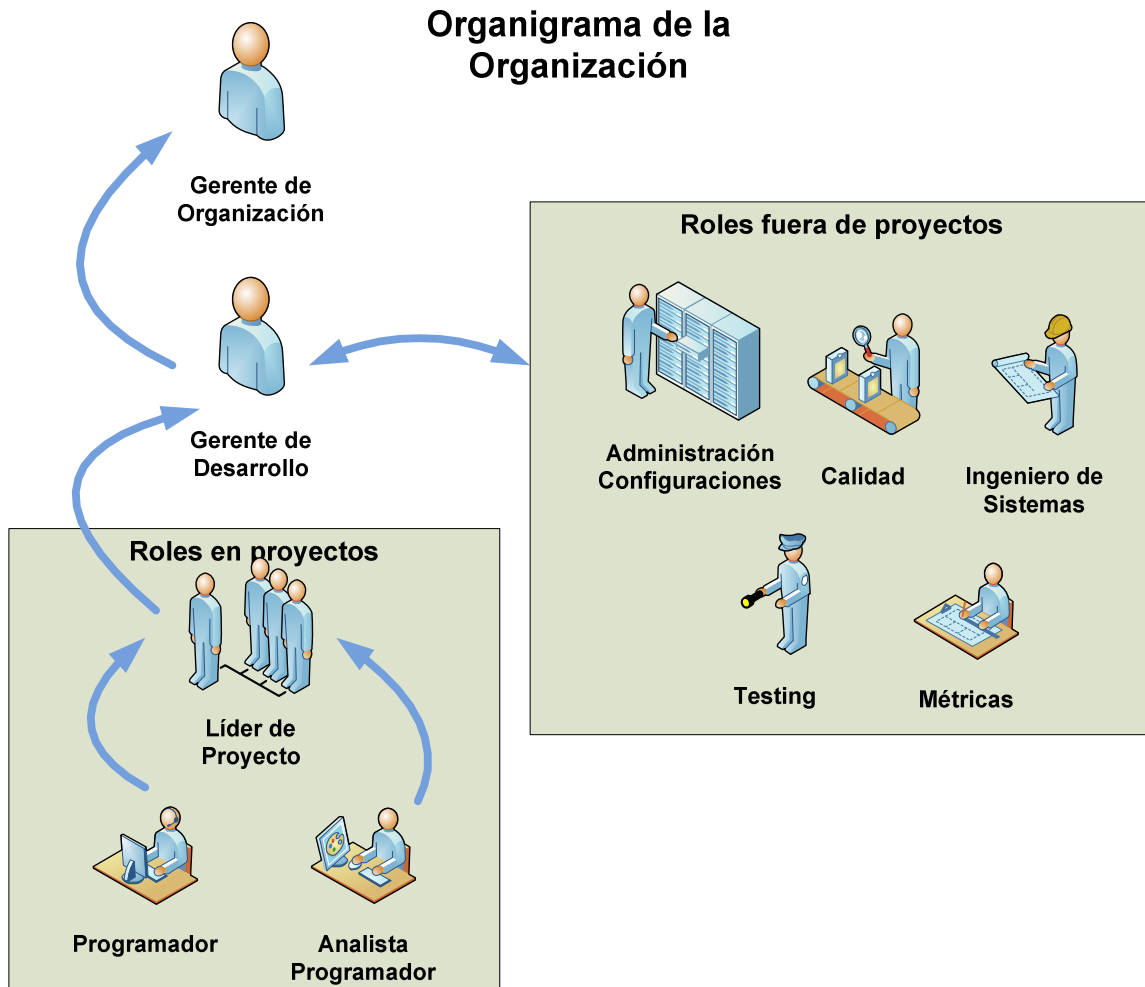 Organigrama de la
Organización
Gerente de
Organización
Gerente de
Desarrollo
Roles fuera de proyectos
Administración
Configuraciones
Calidad
Ingeniero de
Sistemas
Testing
Métricas
Roles en proyectos
Líder de
Proyecto
Programador
Analista
Programador